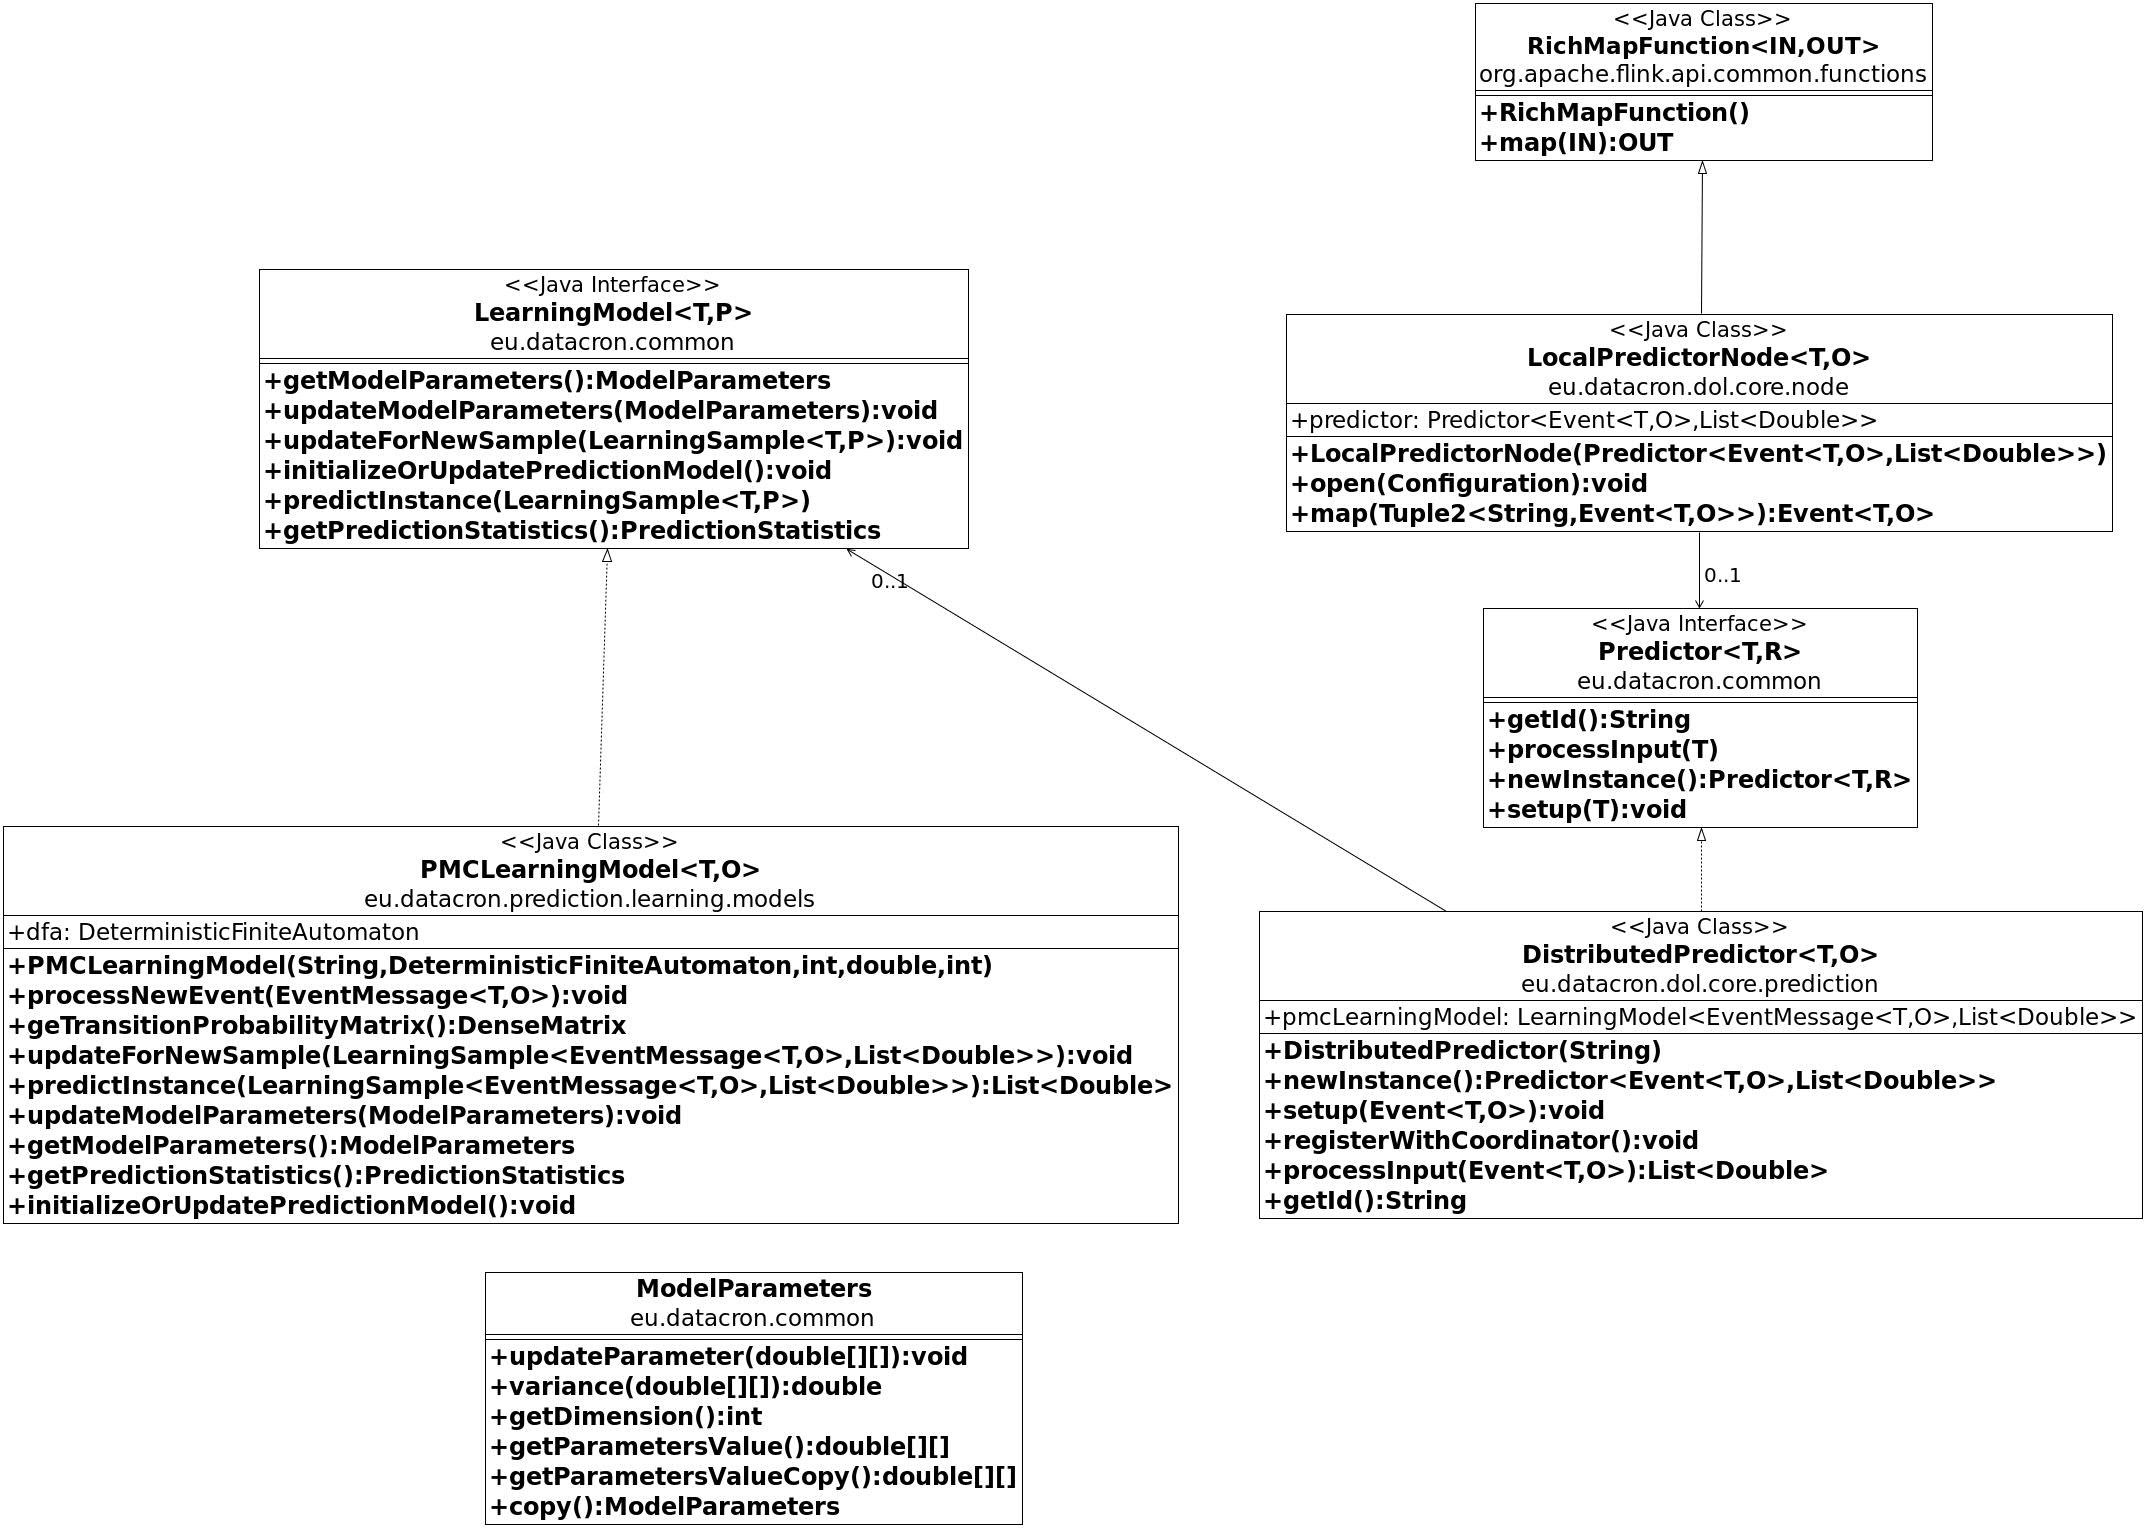 <<Java Class>>
RichMapFunction<IN,OUT>
org.apache.flink.api.common.functions
+RichMapFunction()
+map(IN):OUT
<<Java Interface>>
LearningModel<T,P>
eu.datacron.common
+getModelParameters():ModelParameters
+updateModelParameters(ModelParameters):void
+updateForNewSample(LearningSample<T,P>):void
+initializeOrUpdatePredictionModel():void
+predictInstance(LearningSample<T,P>)
+getPredictionStatistics():PredictionStatistics
0..1
<<Java Class>>
LocalPredictorNode<T,O>
eu.datacron.dol.core.node
+predictor: Predictor<Event<T,O>,List<Double>>
+LocalPredictorNode(Predictor<Event<T,O>,List<Double>>)
+open(Configuration):void
+map(Tuple2<String,Event<T,O>>):Event<T,O>
0..1
<<Java Interface>>
Predictor<T,R>
eu.datacron.common
+getId():String
+processInput(T)
+newInstance():Predictor<T,R>
+setup(T):void
<<Java Class>>
PMCLearningModel<T,O>
eu.datacron.prediction.learning.models
+dfa: DeterministicFiniteAutomaton
+PMCLearningModel(String,DeterministicFiniteAutomaton,int,double,int)
+processNewEvent(EventMessage<T,O>):void
+geTransitionProbabilityMatrix():DenseMatrix
+updateForNewSample(LearningSample<EventMessage<T,O>,List<Double>>):void
+predictInstance(LearningSample<EventMessage<T,O>,List<Double>>):List<Double>
+updateModelParameters(ModelParameters):void
+getModelParameters():ModelParameters
+getPredictionStatistics():PredictionStatistics
+initializeOrUpdatePredictionModel():void
<<Java Class>>
DistributedPredictor<T,O>
eu.datacron.dol.core.prediction
+pmcLearningModel: LearningModel<EventMessage<T,O>,List<Double>>
+DistributedPredictor(String)
+newInstance():Predictor<Event<T,O>,List<Double>>
+setup(Event<T,O>):void
+registerWithCoordinator():void
+processInput(Event<T,O>):List<Double>
+getId():String
ModelParameters
eu.datacron.common
+updateParameter(double[][]):void
+variance(double[][]):double
+getDimension():int
+getParametersValue():double[][]
+getParametersValueCopy():double[][]
+copy():ModelParameters